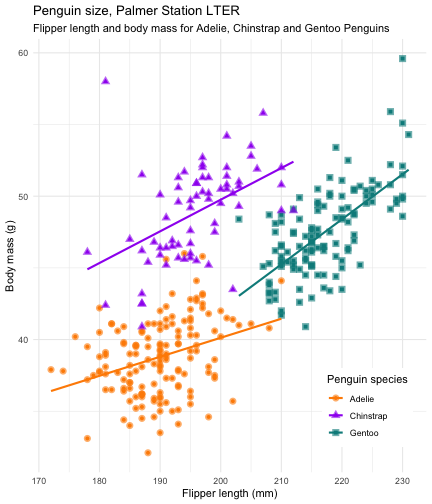 Penguin size, Palmer Station LTER
Flipper length and body mass for Adelie, Chinstrap and Gentoo Penguins
60
50
40
Body mass (g)
170
180
190
200
210
220
230
Flipper length (mm)
Penguin species
Adelie
Chinstrap
Gentoo